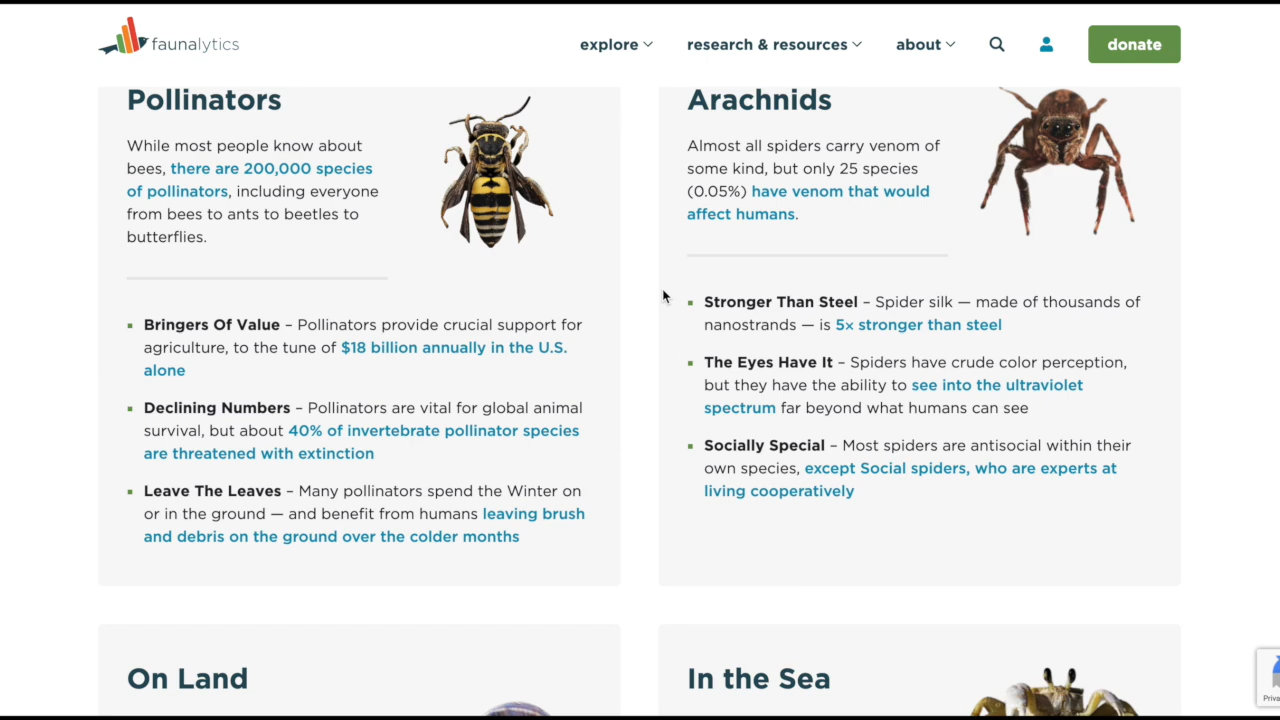 faunalytics
explore
research & resources
about
donate
Pollinators
While most people know about
bees, there are 200,000 species
of pollinators, including everyone
from bees to ants to beetles to
butterflies.
Bringers Of Value – Pollinators provide crucial support for
agriculture, to the tune of $18 billion annually in the U.S.
alone
Declining Numbers – Pollinators are vital for global animal
survival, but about 40% of invertebrate pollinator species
are threatened with extinction
Leave The Leaves – Many pollinators spend the Winter on
or in the ground — and benefit from humans leaving brush
and debris on the ground over the colder months
Arachnids
Almost all spiders carry venom of
some kind, but only 25 species
(0.05%) have venom that would
affect humans.
Stronger Than Steel – Spider silk — made of thousands of
nanostrands — is 5x stronger than steel
The Eyes Have It – Spiders have crude color perception,
but they have the ability to see into the ultraviolet
spectrum far beyond what humans can see
Socially Special – Most spiders are antisocial within their
own species, except Social spiders, who are experts at
living cooperatively
On Land
In the Sea
Priva